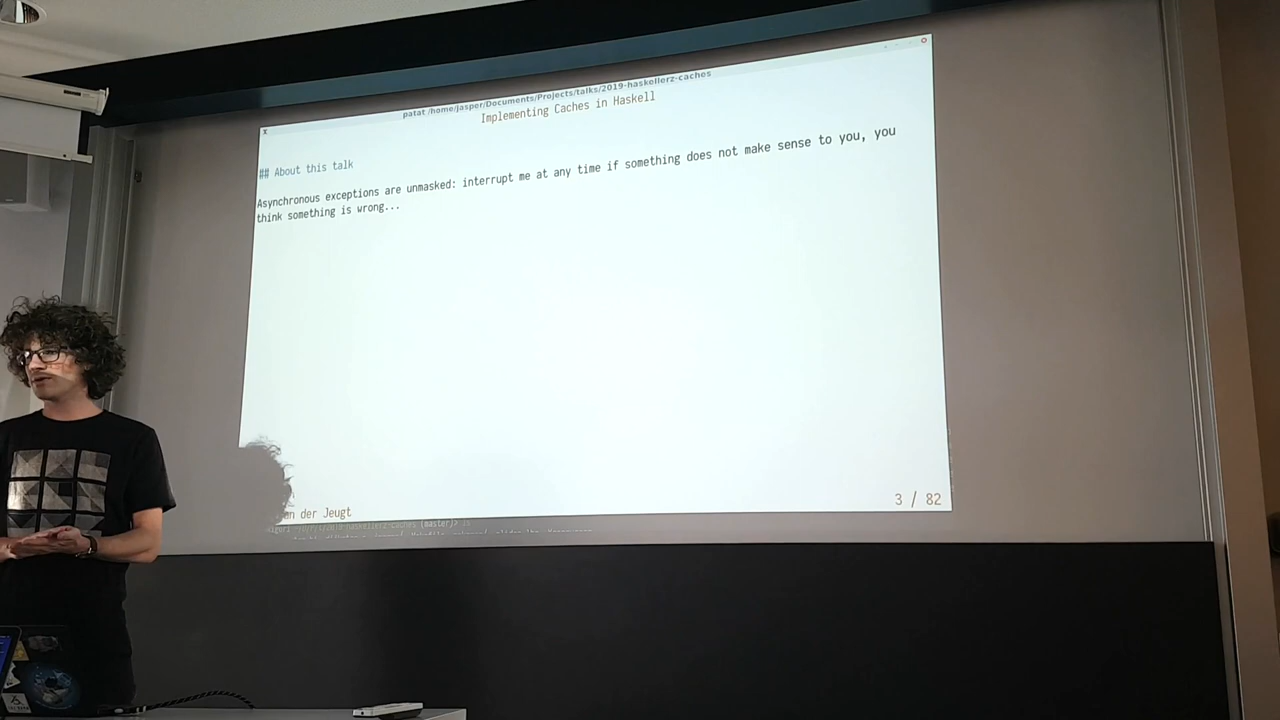 patat /home/jasper/Documents/Projects/talks/2019-haskellerz-caches
Implementing Caches in Haskell
## About this talk
Asynchronous exceptions are unmasked: interrupt me at any time if something does not make sense to you, you
think something is wrong...
der Jeugt
3 / 82
(master)>